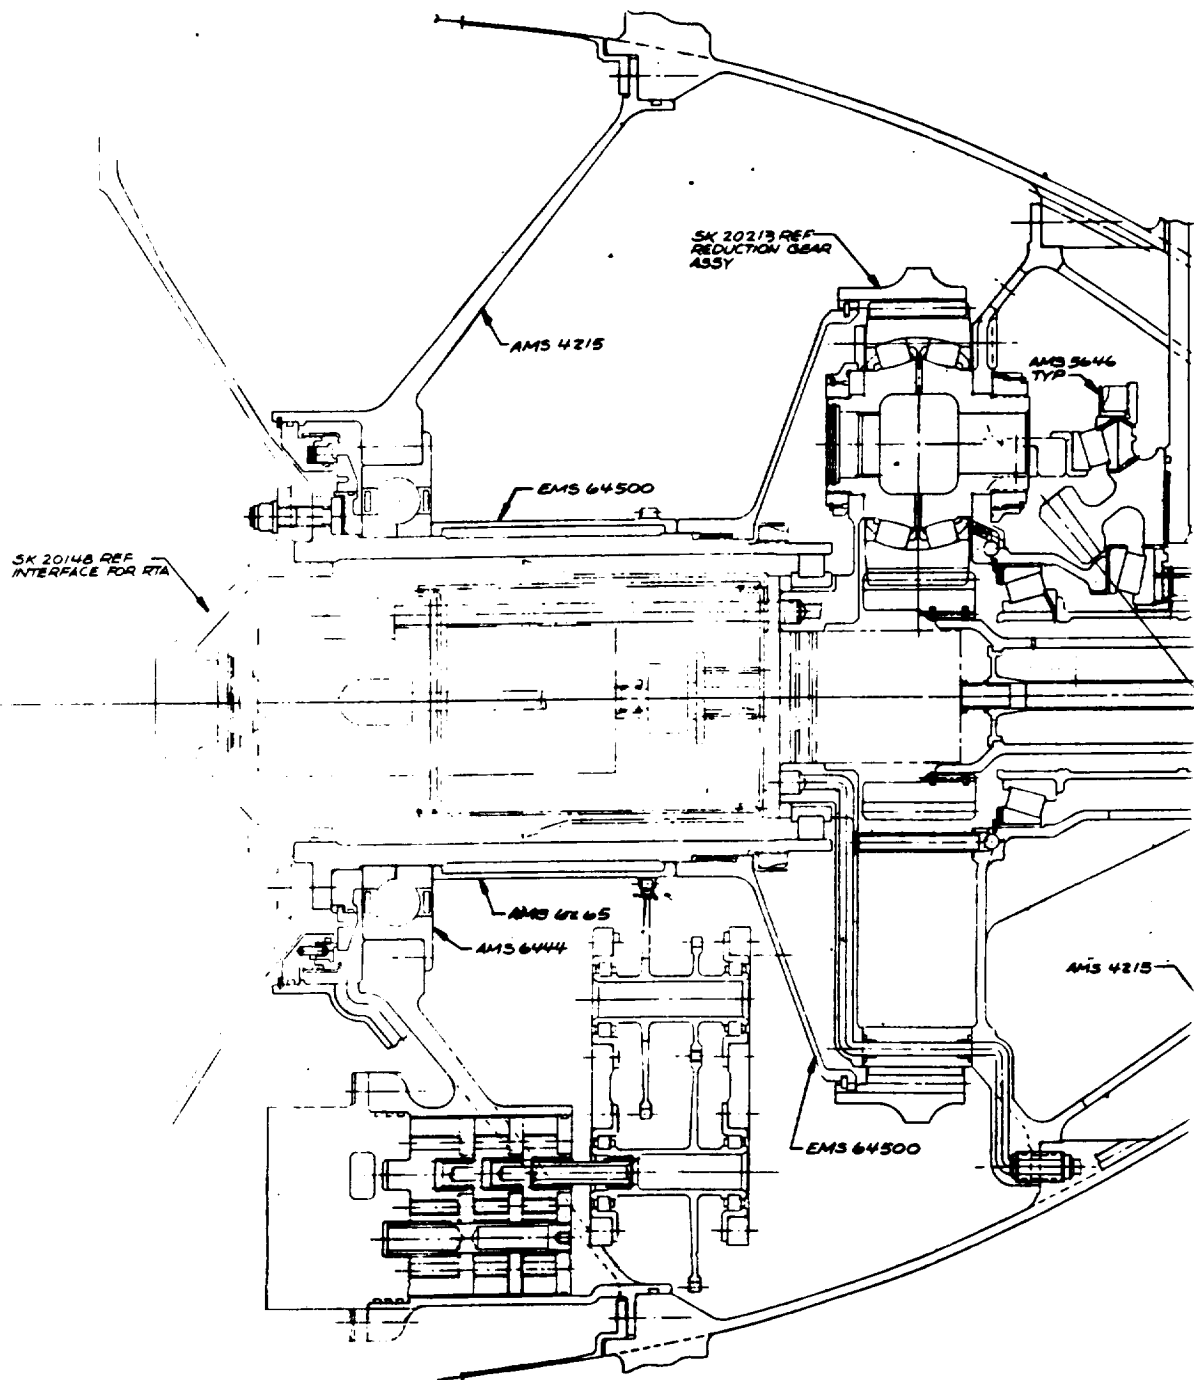 SK 20213 REF
REDUCTION GEAR
ASSY
AMS 4215
AMS 5646
TYP
EMS 64500
SK 20148 REF
INTERFACE FOR RTA
AMS 6265
AMS 6444
AMS 4215
EMS 64500